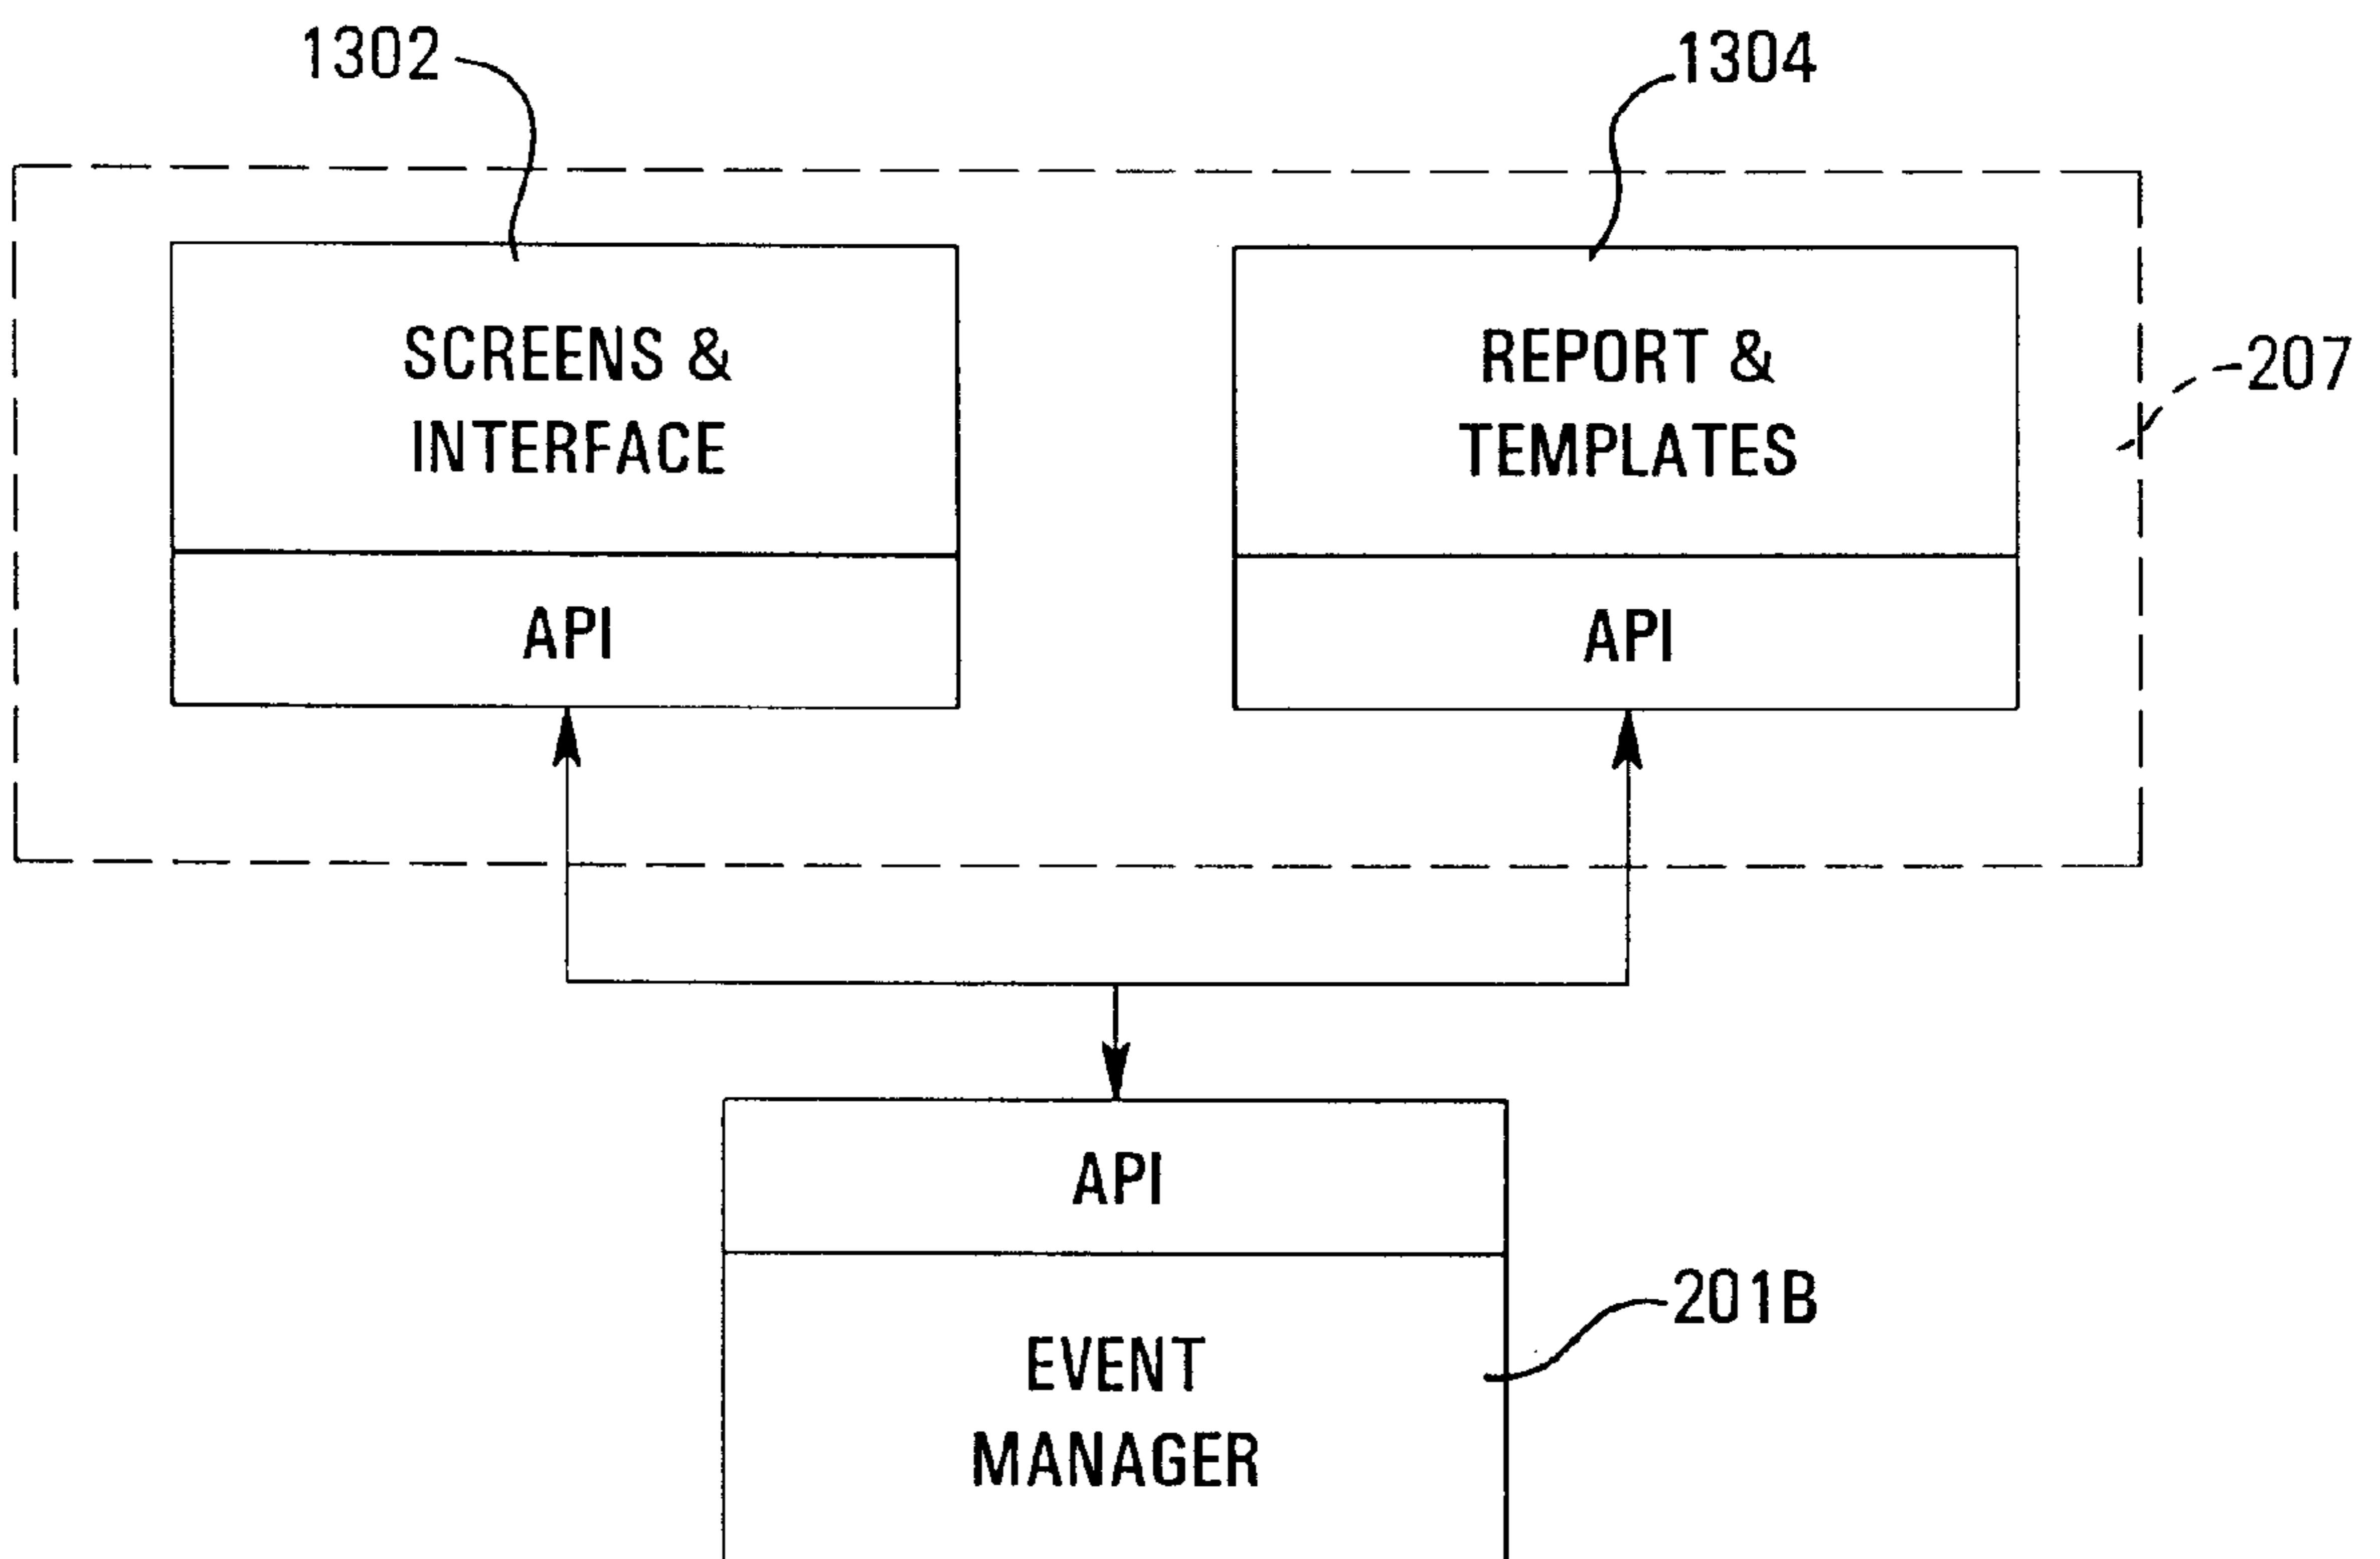 1302
1304
SCREENS &
INTERFACE
REPORT &
TEMPLATES
207
API
API
API
EVENT
MANAGER
201B